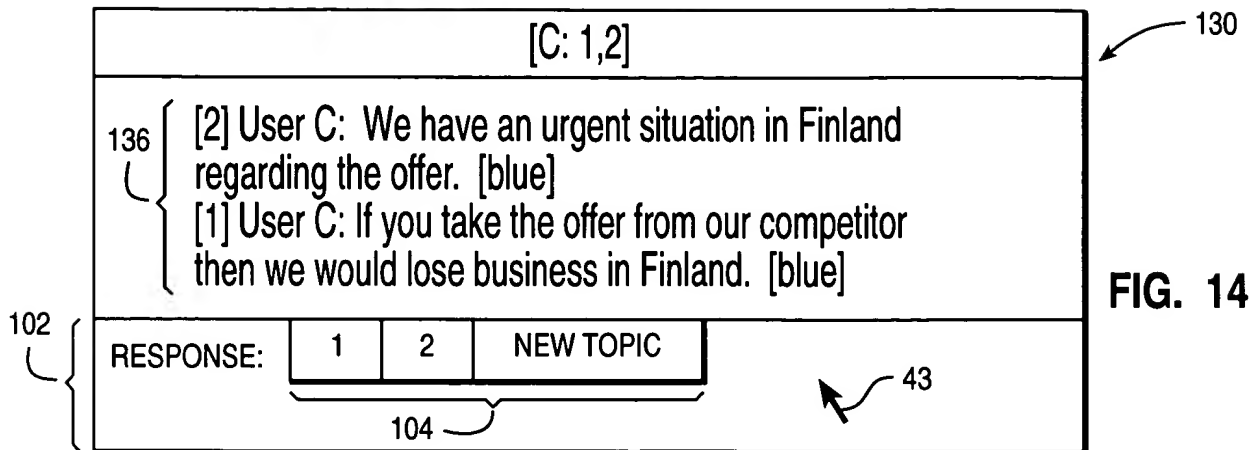 [C: 1,2]
130
136
[2] User C: We have an urgent situation in Finland
regarding the offer. [blue]
[1] User C: If you take the offer from our competitor
then we would lose business in Finland. [blue]
FIG. 14
102
RESPONSE: 1 2 NEW TOPIC
43
104